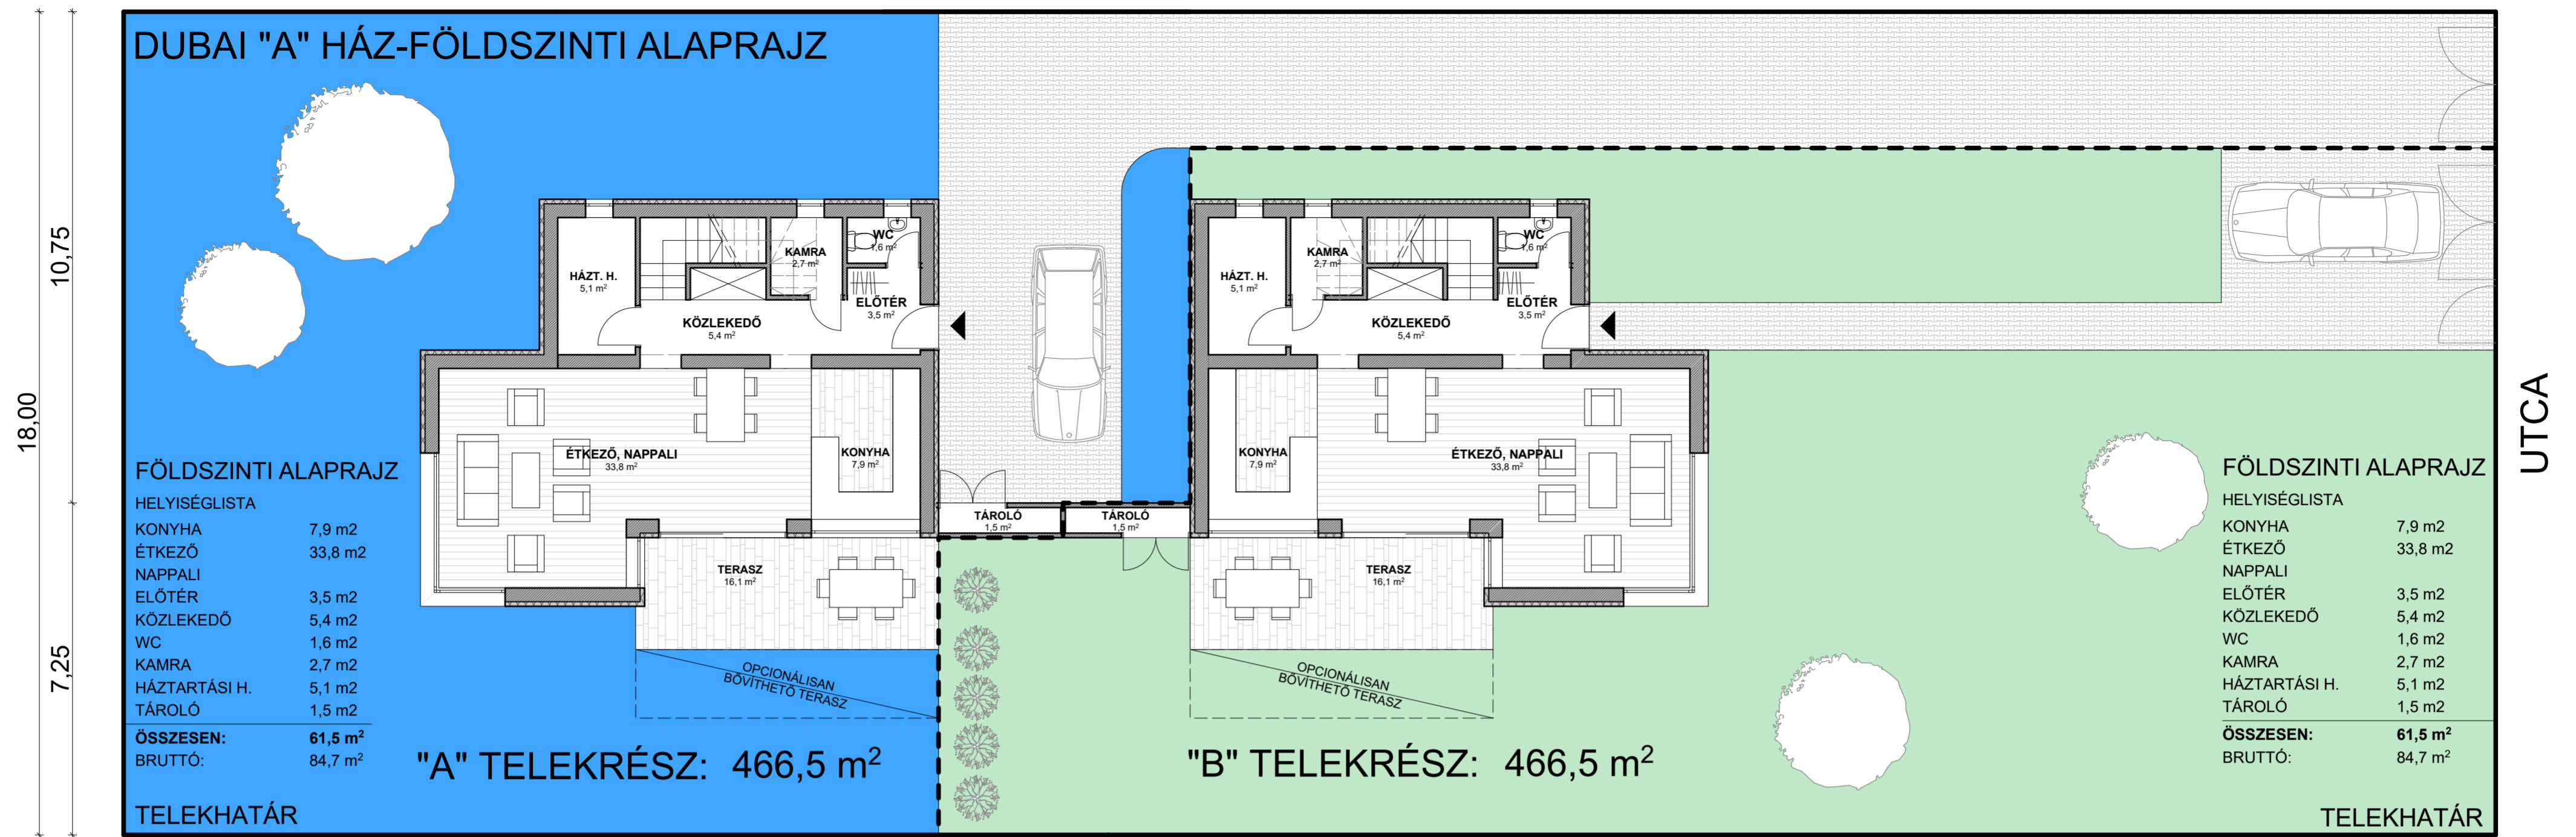 DUBAI "A" HÁZ-FÖLDSZINTI ALAPRAJZ
10,75
18,00
7,25
HÁZT. H.
5,1 m²
KAMRA
2,7 m²
WC
1,6 m²
ELŐTÉR
3,5 m²
KÖZLEKEDŐ
5,4 m²
ÉTKEZŐ, NAPPALI
33,8 m²
KONYHA
7,9 m²
TERASZ
16,1 m²
OPCIONÁLISAN
BŐVÍTHETŐ TERASZ
TÁROLÓ
1,5 m²
TÁROLÓ
1,5 m²
HÁZT. H.
5,1 m²
KAMRA
2,7 m²
WC
1,6 m²
ELŐTÉR
3,5 m²
KÖZLEKEDŐ
5,4 m²
KONYHA
7,9 m²
ÉTKEZŐ, NAPPALI
33,8 m²
TERASZ
16,1 m²
OPCIONÁLISAN
BŐVÍTHETŐ TERASZ
FÖLDSZINTI ALAPRAJZ
HELYISÉGLISTA
KONYHA 7,9 m2
ÉTKEZŐ 33,8 m2
NAPPALI
ELŐTÉR 3,5 m2
KÖZLEKEDŐ 5,4 m2
WC 1,6 m2
KAMRA 2,7 m2
HÁZTARTÁSI H. 5,1 m2
TÁROLÓ 1,5 m2
ÖSSZESEN: 61,5 m²
BRUTTÓ: 84,7 m²
"A" TELEKRÉSZ: 466,5 m²
TELEKHATÁR
"B" TELEKRÉSZ: 466,5 m²
FÖLDSZINTI ALAPRAJZ
HELYISÉGLISTA
KONYHA 7,9 m2
ÉTKEZŐ 33,8 m2
NAPPALI
ELŐTÉR 3,5 m2
KÖZLEKEDŐ 5,4 m2
WC 1,6 m2
KAMRA 2,7 m2
HÁZTARTÁSI H. 5,1 m2
TÁROLÓ 1,5 m2
ÖSSZESEN: 61,5 m²
BRUTTÓ: 84,7 m²
TELEKHATÁR
UTCA